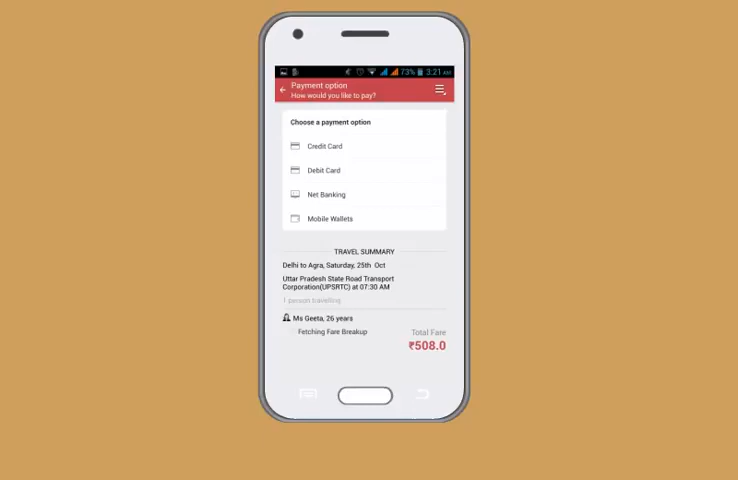 73% 3:21 AM
Payment option
How would you like to pay?
Choose a payment option
Credit Card
Debit Card
Net Banking
Mobile Wallets
TRAVEL SUMMARY
Delhi to Agra, Saturday, 25th Oct
Uttar Pradesh State Road Transport
Corporation(UPSRTC) at 07:30 AM
1 person travelling
Ms Geeta, 26 years
Fetching Fare Breakup
Total Fare
₹508.0